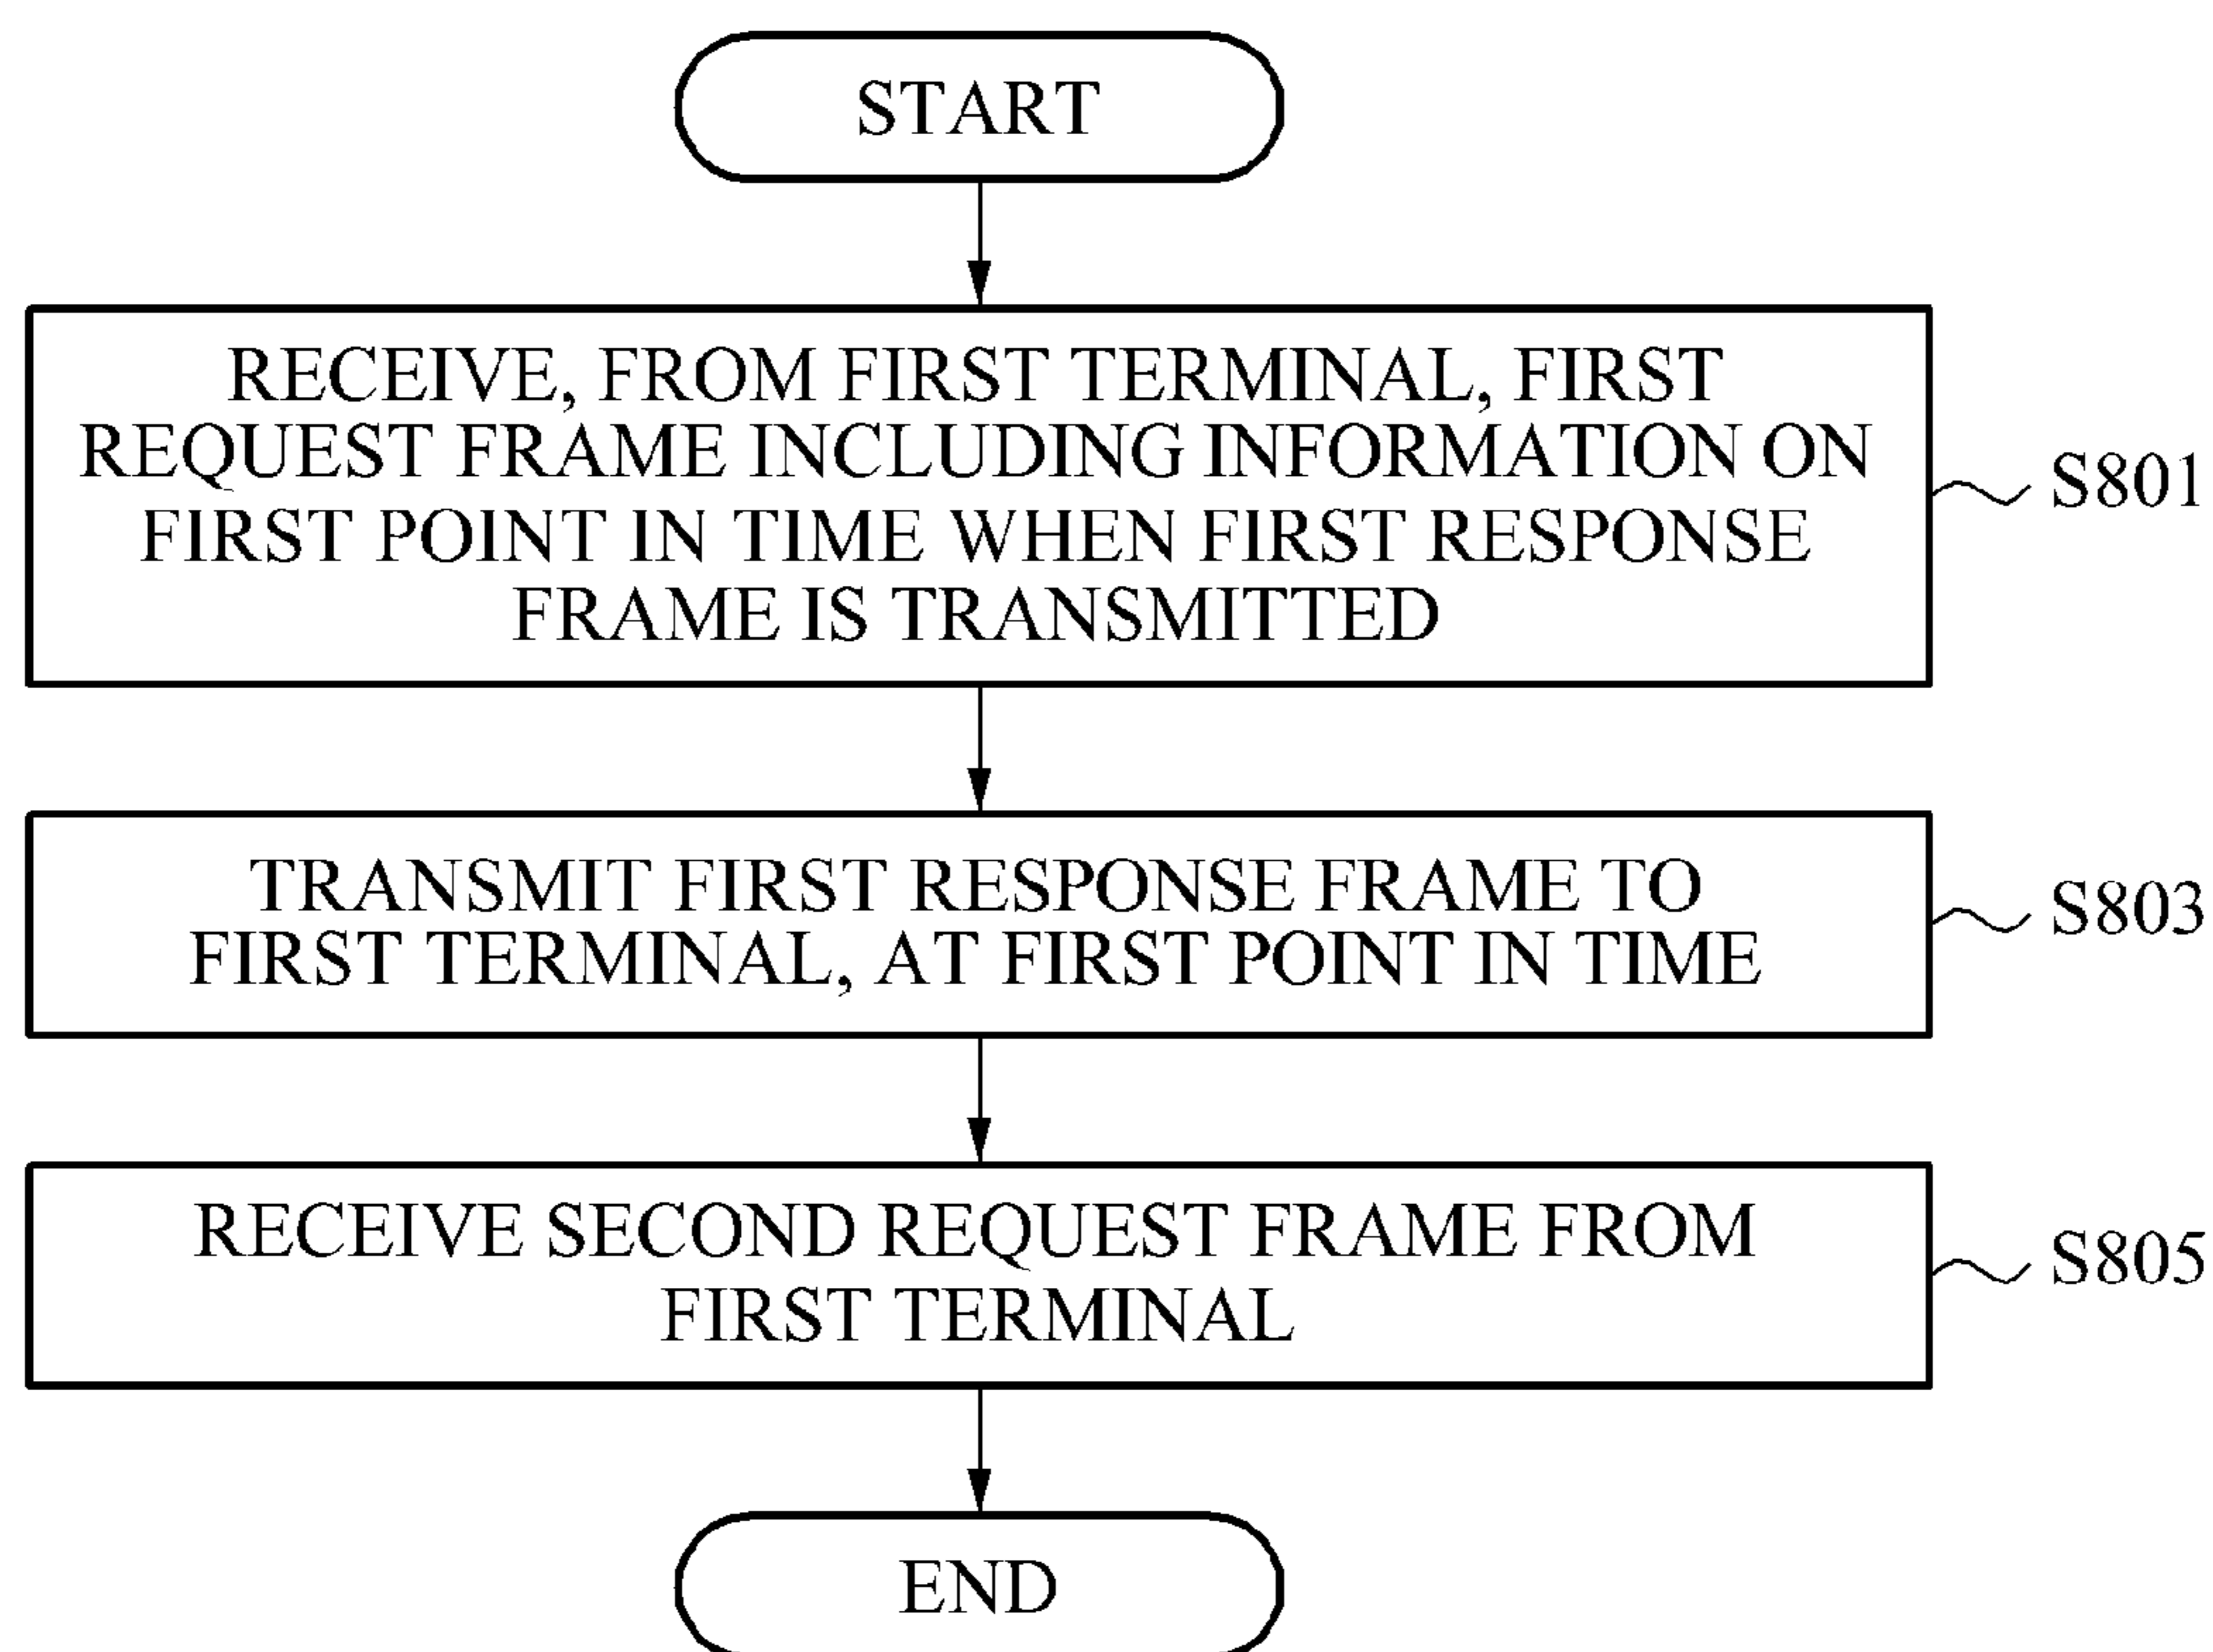 START
RECEIVE, FROM FIRST TERMINAL, FIRST
REQUEST FRAME INCLUDING INFORMATION ON
FIRST POINT IN TIME WHEN FIRST RESPONSE
FRAME IS TRANSMITTED
S801
TRANSMIT FIRST RESPONSE FRAME TO
FIRST TERMINAL, AT FIRST POINT IN TIME
S803
RECEIVE SECOND REQUEST FRAME FROM
FIRST TERMINAL
S805
END